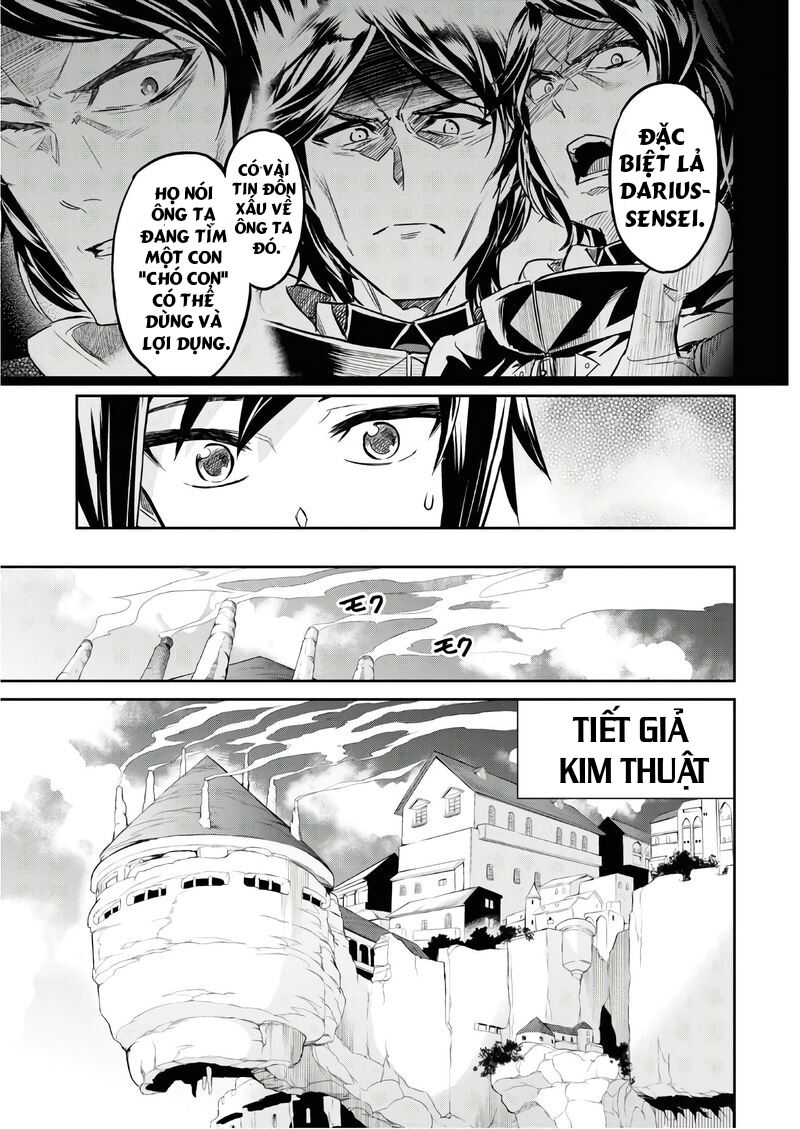 ĐẶC
BIỆT LẢ
DARIUS-
SENSEI.
CÓ VÀI
TIN ĐỒN
XẤU VỀ
ÔNG TA
ĐÓ.
HỌ NÓI
ÔNG TA
ĐANG TÌM
MỘT CON
"CHÓ CON"
CÓ THỂ
DÙNG VÀ
LỢI DỤNG.
モク
モク
TIẾT GIẢ
KIM THUẬT